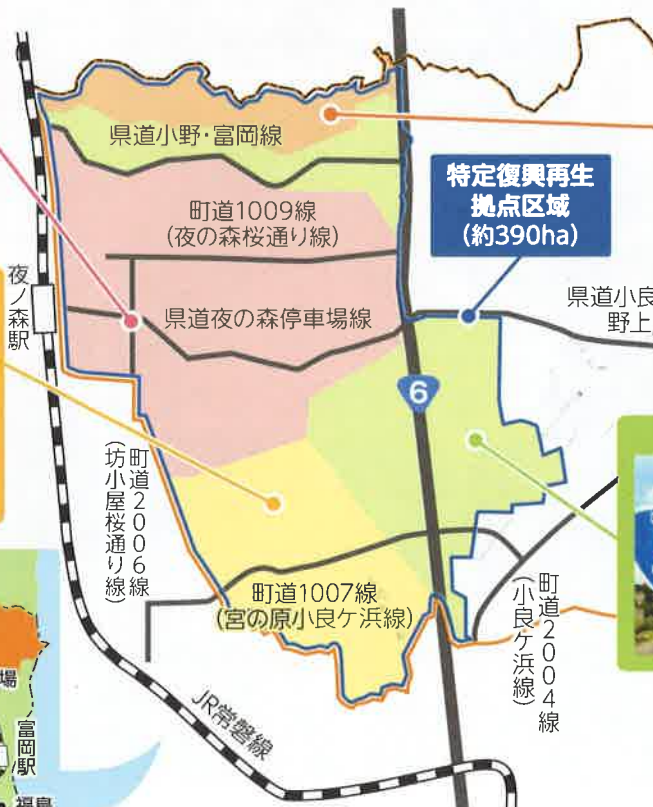 県道小野・富岡線
特定復興再生
拠点区域
(約390ha)
町道1009線
(夜の森桜通り線)
夜ノ森駅
県道夜の森停車場線
県道小良
野上
6
町道2006線
(坊小屋桜通り線)
町道1007線
(宮の原小良ケ浜線)
町道2004線
(小良ケ浜線)
JR常磐線
場
富岡駅
福島